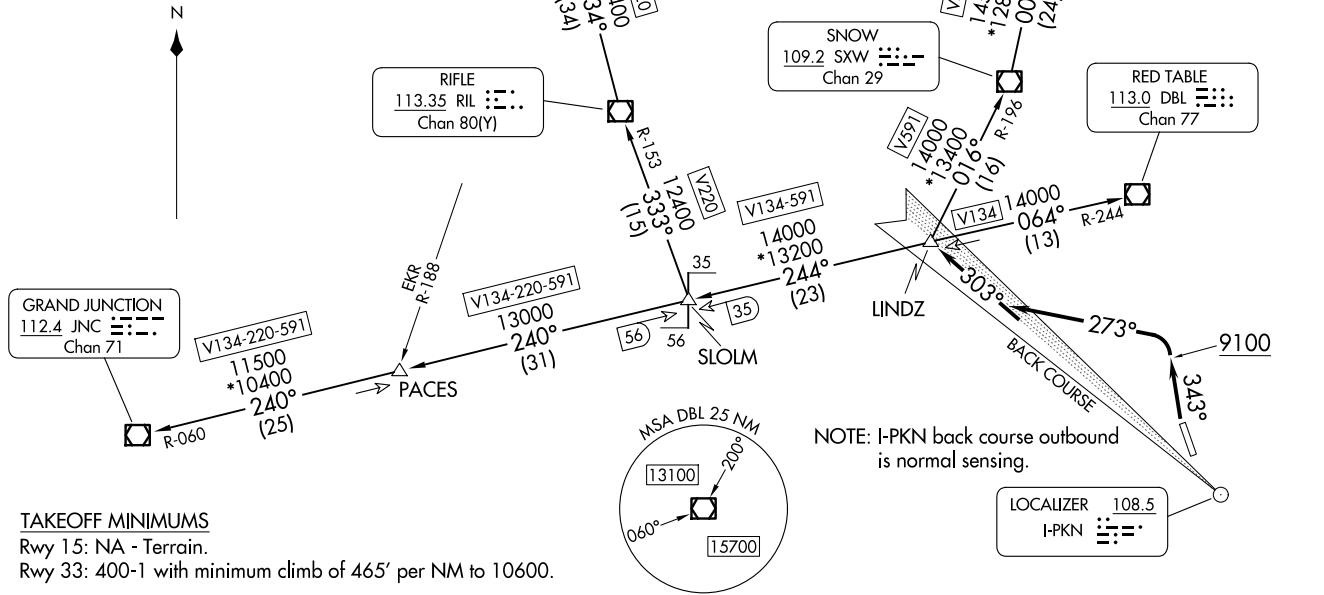 N
(34)
34°
400
V591
SNOW
109.2 SXW
Chan 29
RIFLE
113.35 RIL
Chan 80(Y)
RED TABLE
113.0 DBL
Chan 77
R-153
V220
12400
333°
(15)
V591
14000
*13400
016°
(16)
R-196
V134-591
14000
*13200
244°
(23)
V134
14000
064°
(13)
R-244
EKR
R-188
GRAND JUNCTION
112.4 JNC
Chan 71
V134-220-591
13000
240°
(31)
V134-220-591
11500
*10400
240°
(25)
R-060
PACES
35
56
56
35
SLOLM
LINDZ
303°
273°
9100
343°
BACK COURSE
MSA DBL 25 NM
200°
13100
060°
15700
NOTE: I-PKN back course outbound
is normal sensing.
LOCALIZER 108.5
I-PKN
TAKEOFF MINIMUMS
Rwy 15: NA - Terrain.
Rwy 33: 400-1 with minimum climb of 465' per NM to 10600.